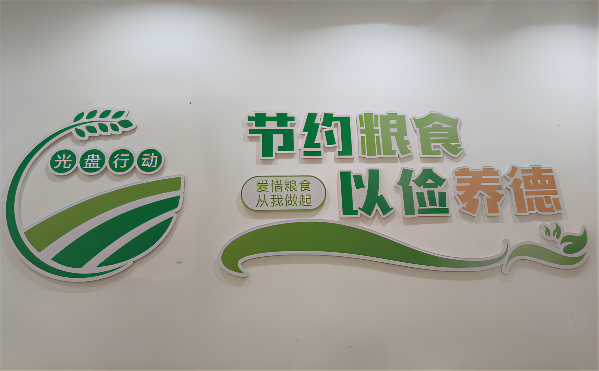 光盘行动
节约粮食
爱惜粮食
从我做起
以俭养德